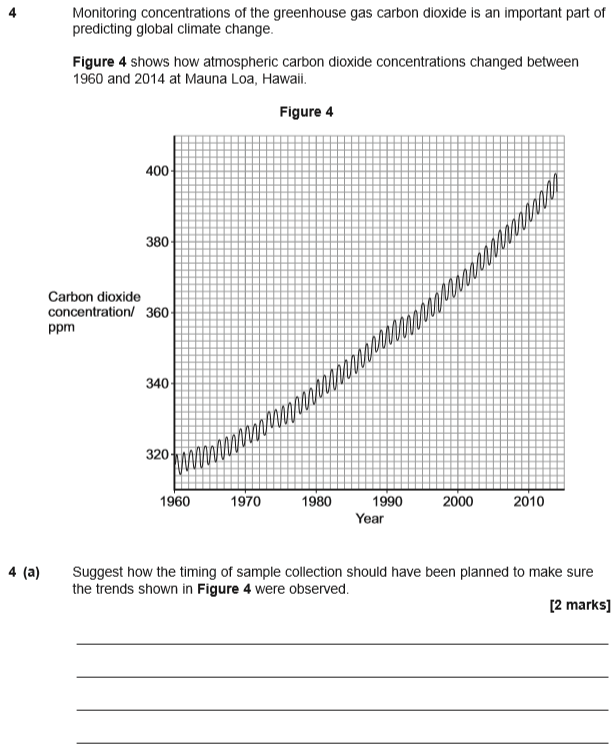 4 Monitoring concentrations of the greenhouse gas carbon dioxide is an important part of
predicting global climate change.
Figure 4 shows how atmospheric carbon dioxide concentrations changed between
1960 and 2014 at Mauna Loa, Hawaii.
Figure 4
400
380
Carbon dioxide
concentration/ 360
ppm
340
320
1960 1970 1980 1990 2000 2010
Year
4 (a) Suggest how the timing of sample collection should have been planned to make sure
the trends shown in Figure 4 were observed.
[2 marks]